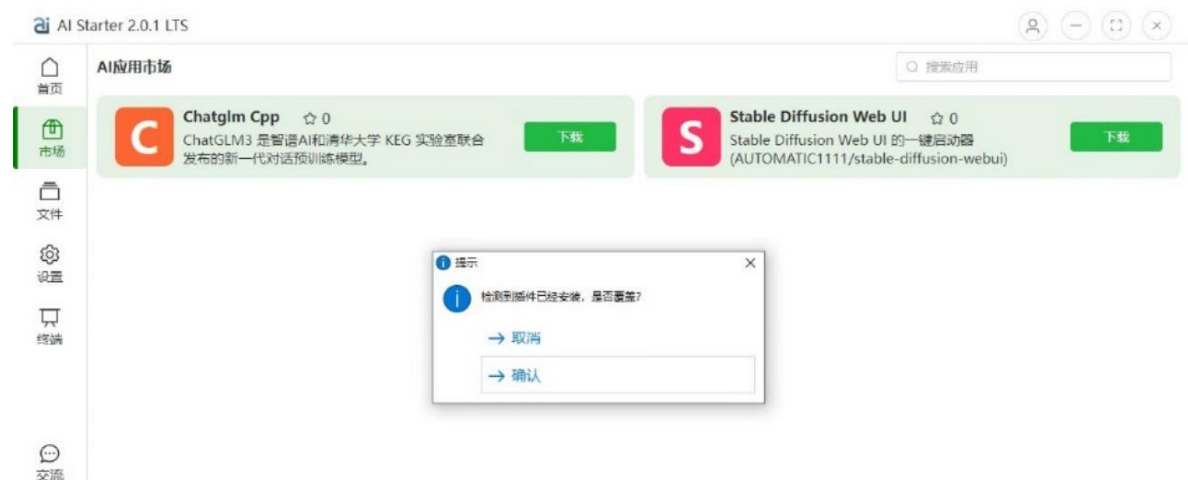 ai AI Starter 2.0.1 LTS
首页
市场
文件
设置
终端
交流
AI应用市场
搜索应用
C
Chatglm Cpp 0
ChatGLM3 是智谱AI和清华大学 KEG 实验室联合
发布的新一代对话预训练模型。
下载
S
Stable Diffusion Web UI 0
Stable Diffusion Web UI 的一键启动器
(AUTOMATIC1111/stable-diffusion-webui)
下载
提示
检测到插件已经安装，是否覆盖?
→ 取消
→ 确认